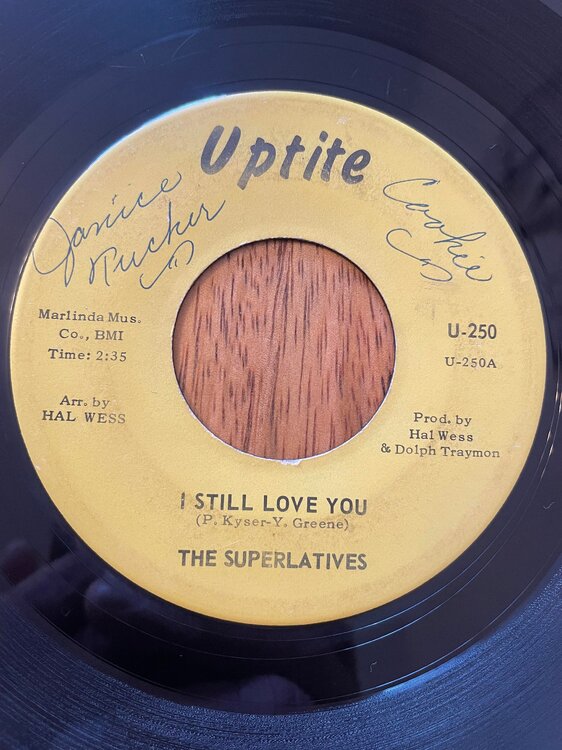 Uptite
Janice
Tucher
Cookie
Marlinda Mus.
Co., BMI
Time: 2:35
U-250
U-250A
Arr. by
HAL WESS
Prod. by
Hal Wess
& Dolph Traymon
I STILL LOVE YOU
(P. Kyser-Y. Greene)
THE SUPERLATIVES